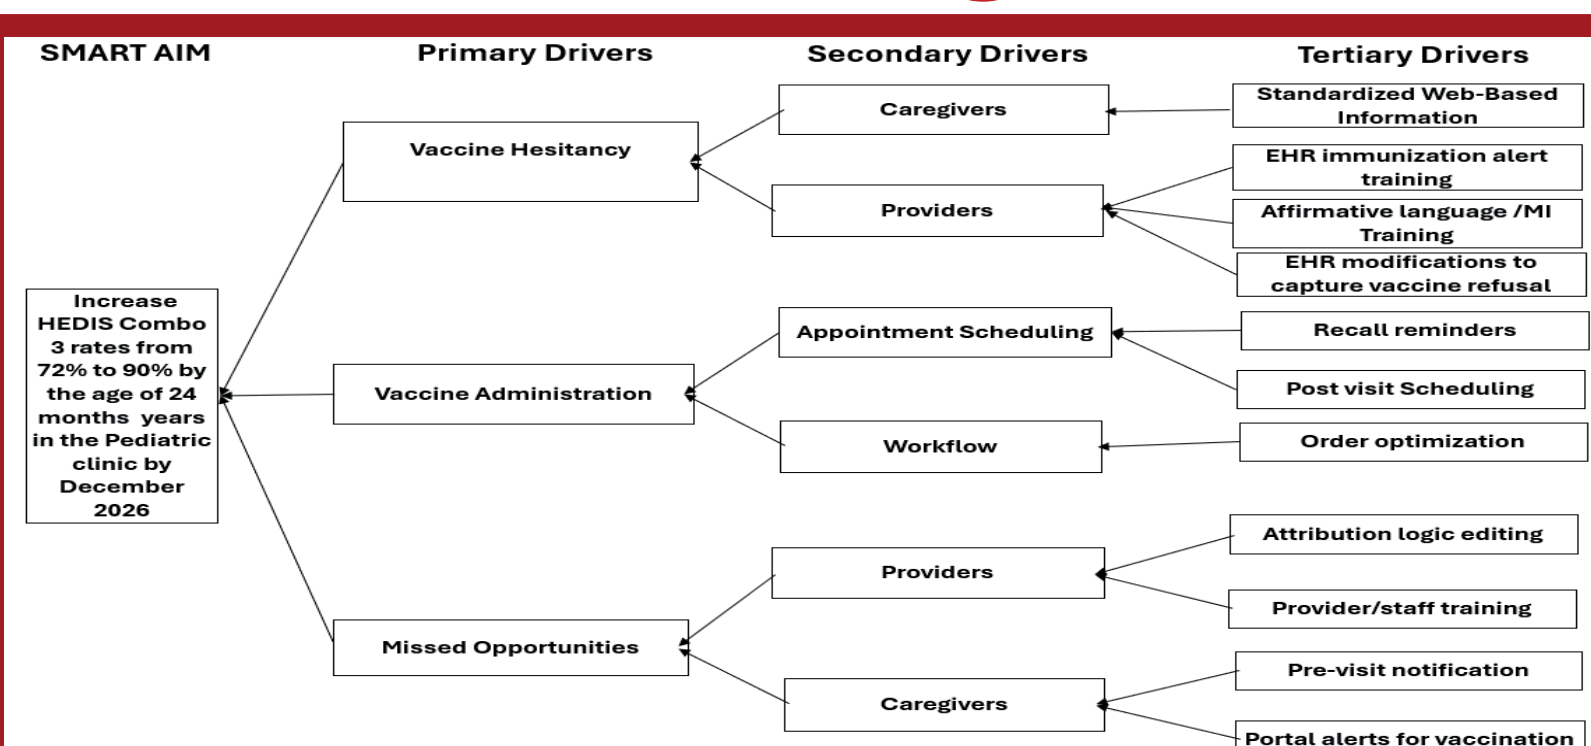 SMART AIM
Primary Drivers
Secondary Drivers
Tertiary Drivers
Increase
HEDIS Combo
3 rates from
72% to 90% by
the age of 24
months  years
in the Pediatric
clinic by
December
2026
Vaccine Hesitancy
Vaccine Administration
Missed Opportunities
Caregivers
Providers
Appointment Scheduling
Workflow
Providers
Caregivers
Standardized Web-Based
Information
EHR immunization alert
training
Affirmative language /MI
Training
EHR modifications to
capture vaccine refusal
Recall reminders
Post visit Scheduling
Order optimization
Attribution logic editing
Provider/staff training
Pre-visit notification
Portal alerts for vaccination